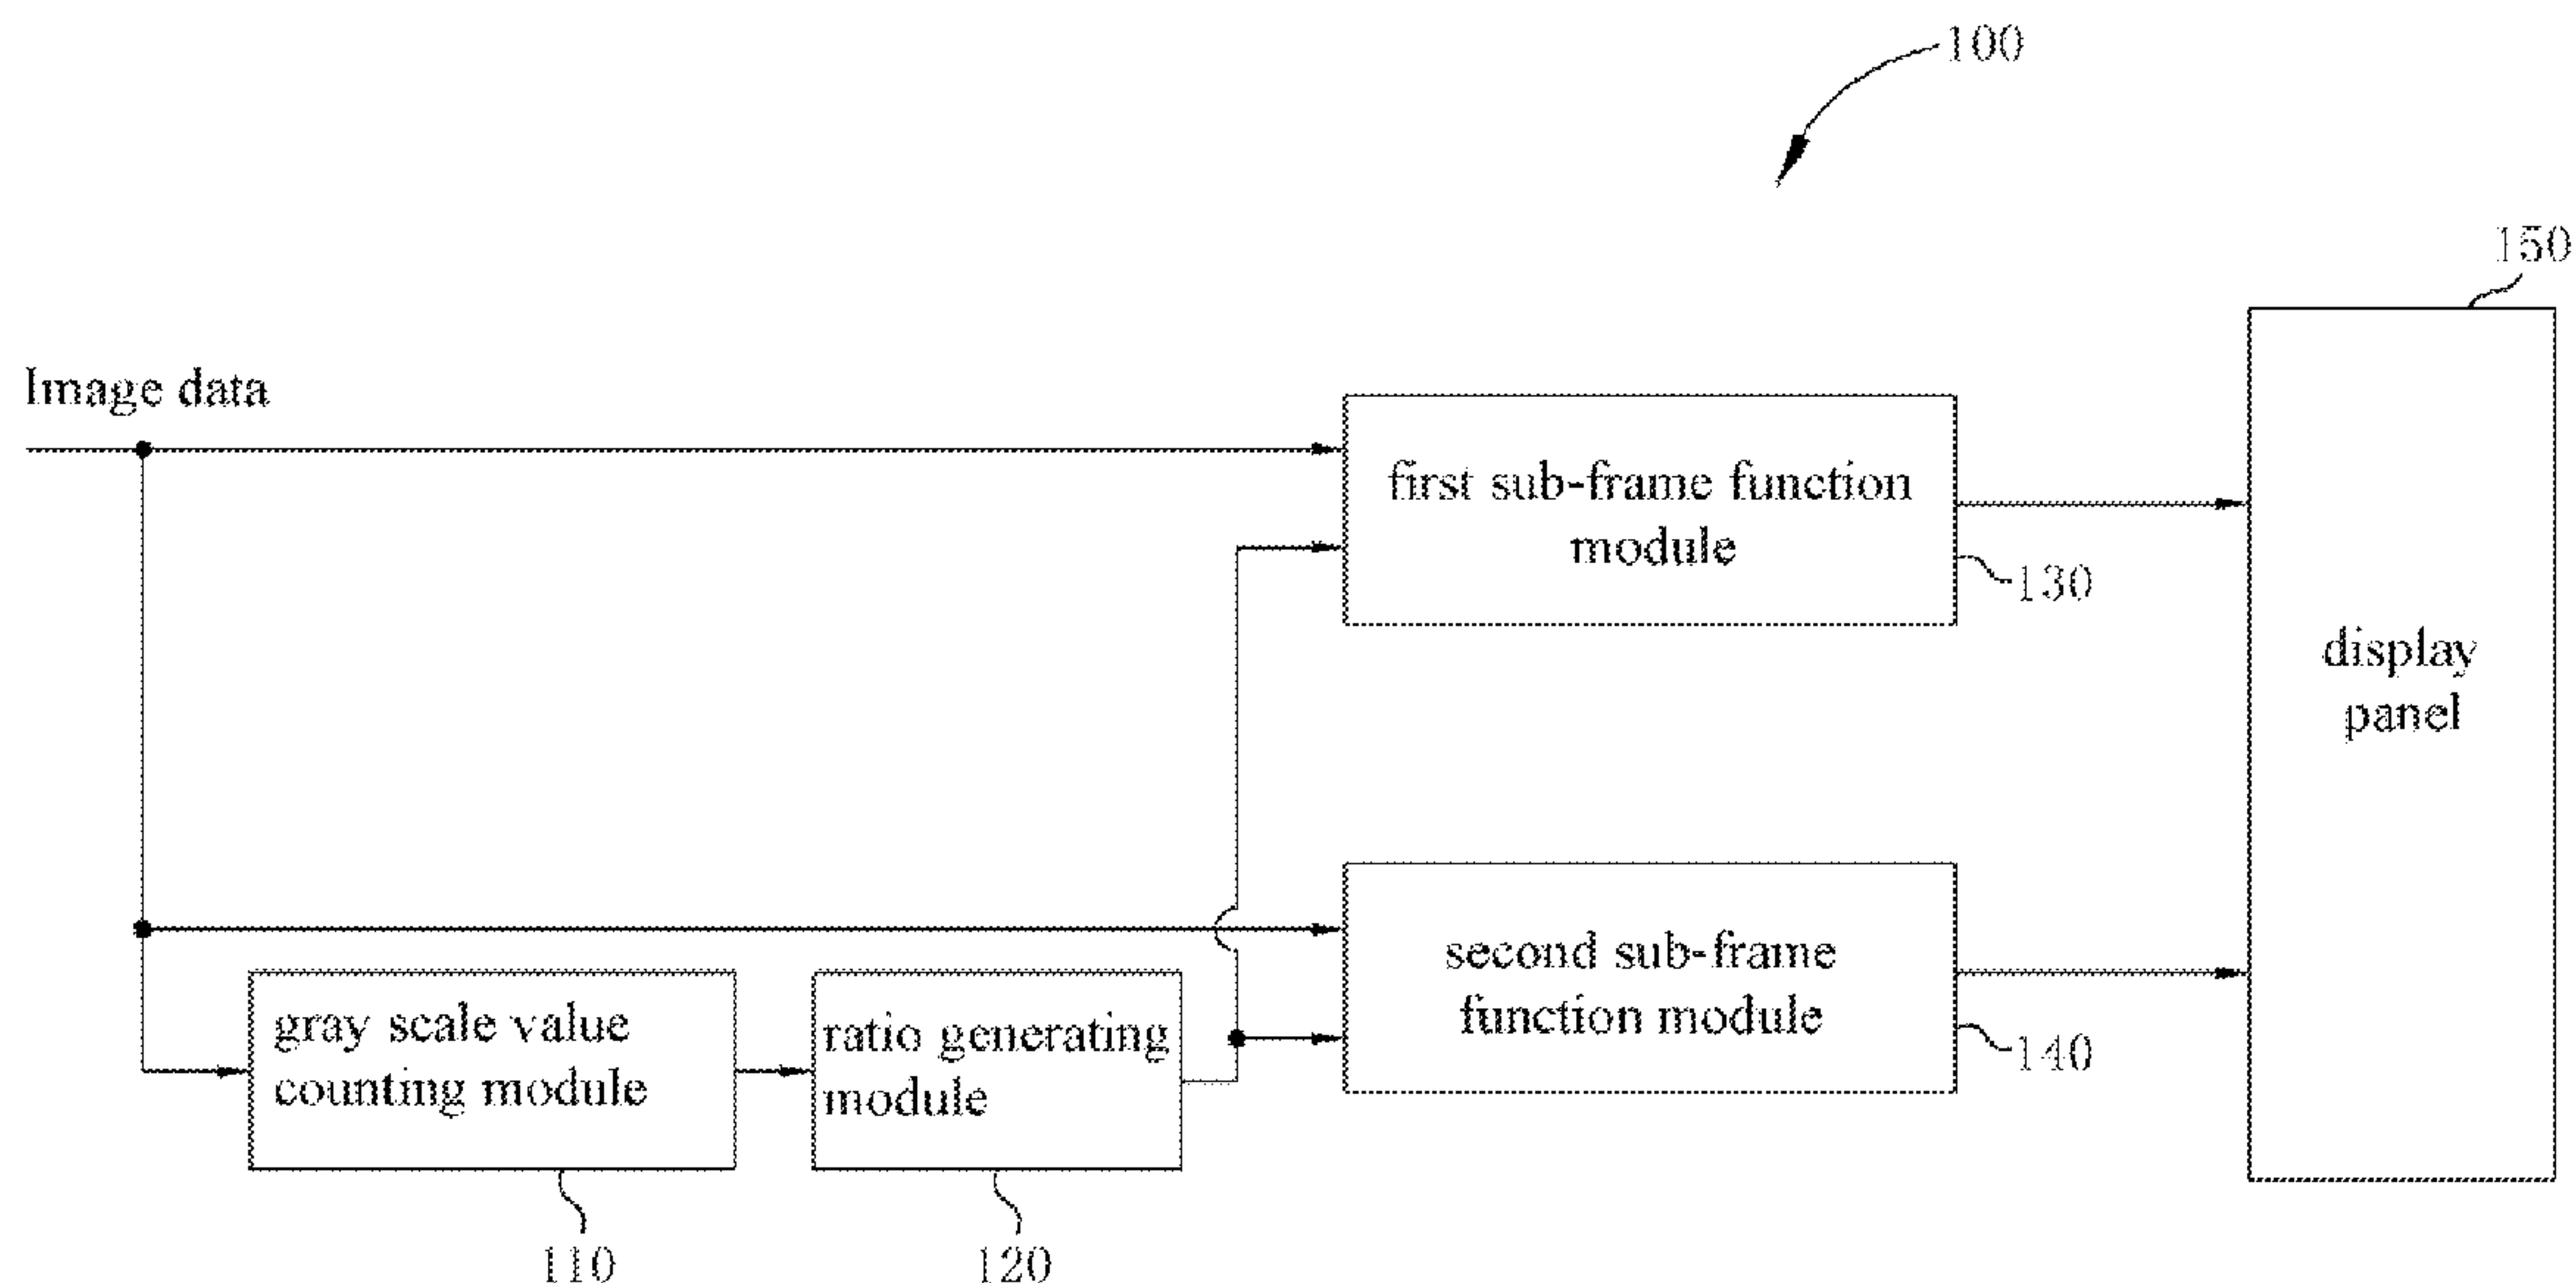 100
150
Image data
first sub-frame function
module
130
display
panel
second sub-frame
function module
140
gray scale value
counting module
ratio generating
module
110
120